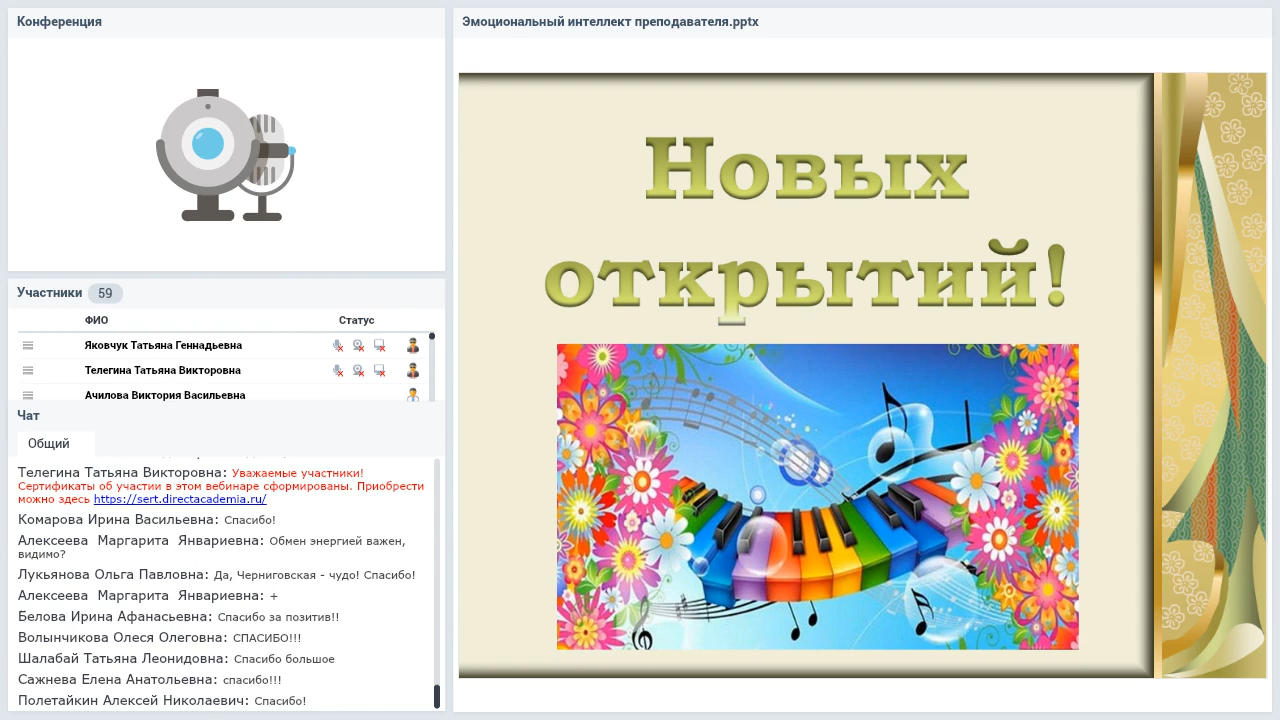 Конференция
Участники 59
ФИО Статус
Яковчук Татьяна Геннадьевна
Телегина Татьяна Викторовна
Ачилова Виктория Васильевна
Чат
Общий
Телегина Татьяна Викторовна: Уважаемые участники!
Сертификаты об участии в этом вебинаре сформированы. Приобрести
можно здесь https://sert.directacademia.ru/
Комарова Ирина Васильевна: Спасибо!
Алексеева Маргарита Январиевна: Обмен энергией важен,
видимо?
Лукьянова Ольга Павловна: Да, Черниговская - чудо! Спасибо!
Алексеева Маргарита Январиевна: +
Белова Ирина Афанасьевна: Спасибо за позитив!!
Волынчикова Олеся Олеговна: СПАСИБО!!!
Шалабай Татьяна Леонидовна: Спасибо большое
Сажнева Елена Анатольевна: спасибо!!!
Полетайкин Алексей Николаевич: Спасибо!
Эмоциональный интеллект преподавателя.pptx
Новых
открытий!